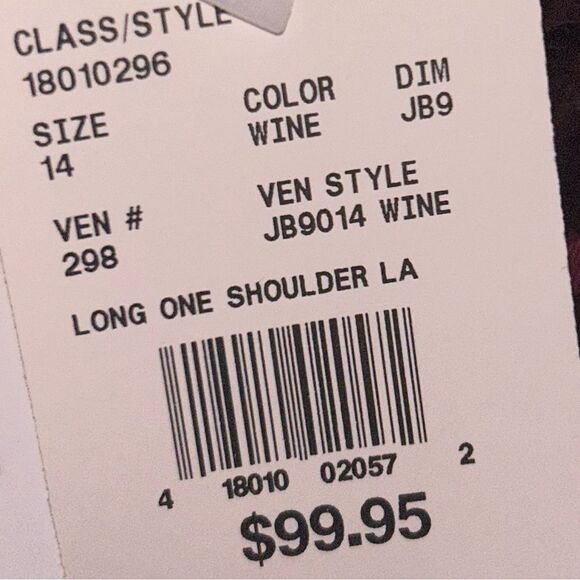 CLASS/STYLE
18010296
SIZE COLOR DIM
14 WINE JB9
VEN # VEN STYLE
298 JB9014 WINE
LONG ONE SHOULDER LA
4 18010 02057 2
$99.95